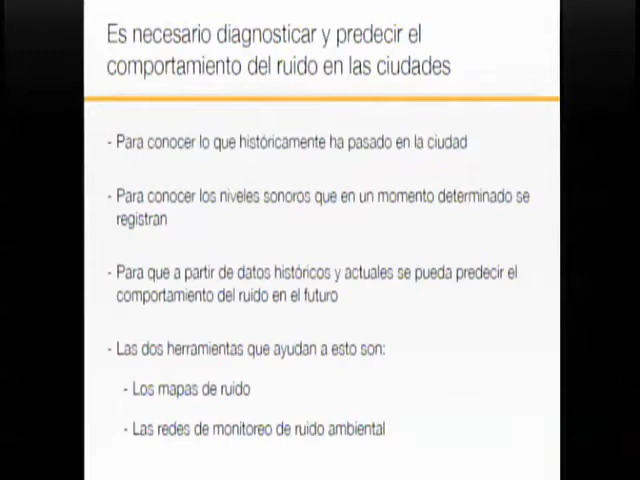 Es necesario diagnosticar y predecir el
comportamiento del ruido en las ciudades
- Para conocer lo que históricamente ha pasado en la ciudad
- Para conocer los niveles sonoros que en un momento determinado se
registran
- Para que a partir de datos históricos y actuales se pueda predecir el
comportamiento del ruido en el futuro
- Las dos herramientas que ayudan a esto son:
- Los mapas de ruido
- Las redes de monitoreo de ruido ambiental